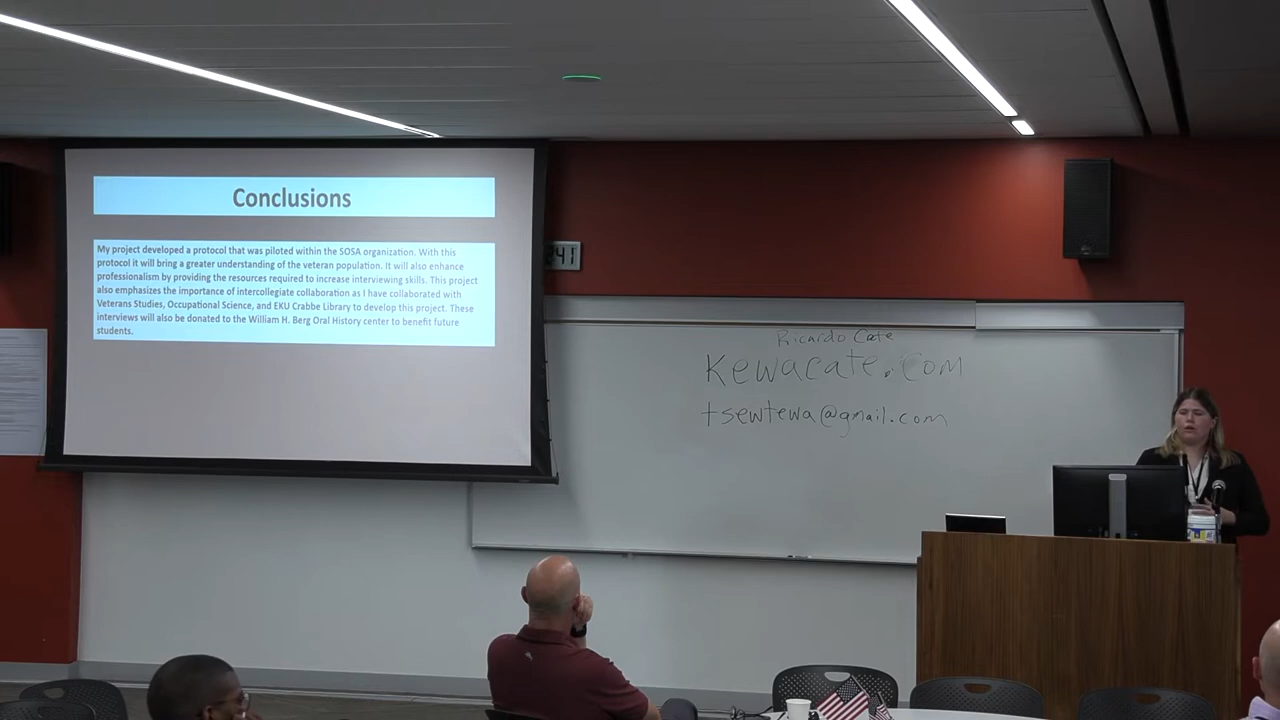 Conclusions
My project developed a protocol that was piloted within the SOSA organization. With this
protocol it will bring a greater understanding of the veteran population. It will also enhance
professionalism by providing the resources required to increase interviewing skills. This project
also emphasizes the importance of intercollegiate collaboration as I have collaborated with
Veterans Studies, Occupational Science, and EKU Crabbe Library to develop this project. These
interviews will also be donated to the William H. Berg Oral History center to benefit future
students.
41
Ricardo Cate
Kewacate.com
tsewtewa@gmail.com